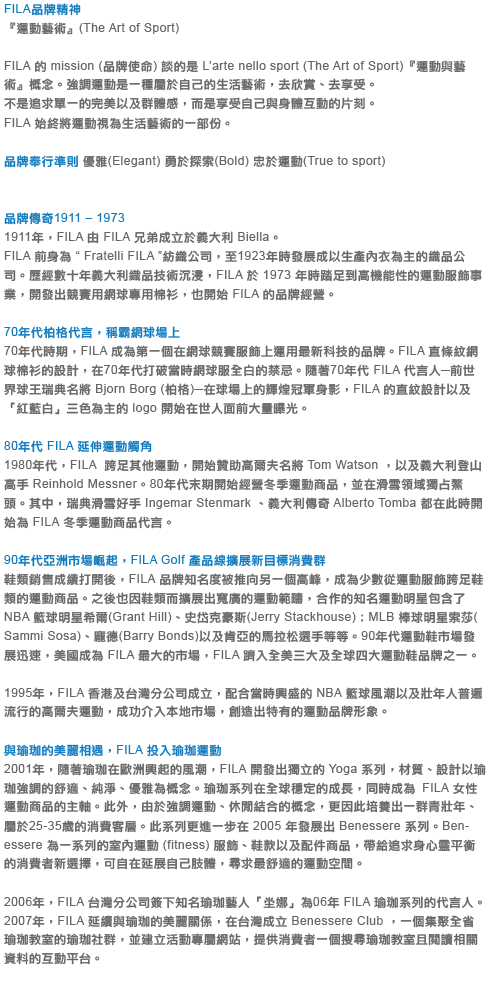 FILA品牌精神
『運動藝術』(The Art of Sport)
FILA 的 mission (品牌使命) 談的是 L'arte nello sport (The Art of Sport)『運動與藝
術』概念。強調運動是一種屬於自己的生活藝術，去欣賞、去享受。
不是追求單一的完美以及群體感，而是享受自己與身體互動的片刻。
FILA 始終將運動視為生活藝術的一部份。
品牌奉行準則 優雅(Elegant) 勇於探索(Bold) 忠於運動(True to sport)
品牌傳奇1911 – 1973
1911年，FILA 由 FILA 兄弟成立於義大利 Biella。
FILA 前身為 “ Fratelli FILA ”紡織公司，至1923年時發展成以生產內衣為主的織品公
司。歷經數十年義大利織品技術沉浸，FILA 於 1973 年時踏足到高機能性的運動服飾事
業，開發出競賽用網球專用棉衫，也開始 FILA 的品牌經營。
70年代柏格代言，稱霸網球場上
70年代時期，FILA 成為第一個在網球競賽服飾上運用最新科技的品牌。FILA 直條紋網
球棉衫的設計，在70年代打破當時網球服全白的禁忌。隨著70年代 FILA 代言人─前世
界球王瑞典名將 Bjorn Borg (柏格)─在球場上的輝煌冠軍身影，FILA 的直紋設計以及
「紅藍白」三色為主的 logo 開始在世人面前大量曝光。
80年代 FILA 延伸運動觸角
1980年代，FILA  跨足其他運動，開始贊助高爾夫名將 Tom Watson ，以及義大利登山
高手 Reinhold Messner。80年代末期開始經營冬季運動商品，並在滑雪領域獨占鰲
頭。其中，瑞典滑雪好手 Ingemar Stenmark 、義大利傳奇 Alberto Tomba 都在此時開
始為 FILA 冬季運動商品代言。
90年代亞洲市場崛起，FILA Golf 產品線擴展新目標消費群
鞋類銷售成績打開後，FILA 品牌知名度被推向另一個高峰，成為少數從運動服飾跨足鞋
類的運動商品。之後也因鞋類而擴展出寬廣的運動範疇，合作的知名運動明星包含了
NBA 籃球明星希爾(Grant Hill)、史岱克豪斯(Jerry Stackhouse)；MLB 棒球明星索莎(
Sammi Sosa)、羅德(Barry Bonds)以及肯亞的馬拉松選手等等。90年代運動鞋市場發
展迅速，美國成為 FILA 最大的市場，FILA 躋入全美三大及全球四大運動鞋品牌之一。
1995年，FILA 香港及台灣分公司成立，配合當時興盛的 NBA 籃球風潮以及壯年人普遍
流行的高爾夫運動，成功介入本地市場，創造出特有的運動品牌形象。
與瑜珈的美麗相遇，FILA 投入瑜珈運動
2001年，隨著瑜珈在歐洲興起的風潮，FILA 開發出獨立的 Yoga 系列，材質、設計以瑜
珈強調的舒適、純淨、優雅為概念。瑜珈系列在全球穩定的成長，同時成為  FILA 女性
運動商品的主軸。此外，由於強調運動、休閒結合的概念，更因此培養出一群青壯年、
屬於25-35歲的消費客層。此系列更進一步在 2005 年發展出 Benessere 系列。Ben-
essere 為一系列的室內運動 (fitness) 服飾、鞋款以及配件商品，帶給追求身心靈平衡
的消費者新選擇，可自在延展自己肢體，尋求最舒適的運動空間。
2006年，FILA 台灣分公司簽下知名瑜珈藝人「坐娜」為06年 FILA 瑜珈系列的代言人。
2007年，FILA 延續與瑜珈的美麗關係，在台灣成立 Benessere Club ，一個集聚全省
瑜珈教室的瑜珈社群，並建立活動專屬網站，提供消費者一個搜尋瑜珈教室且閱讀相關
資料的互動平台。